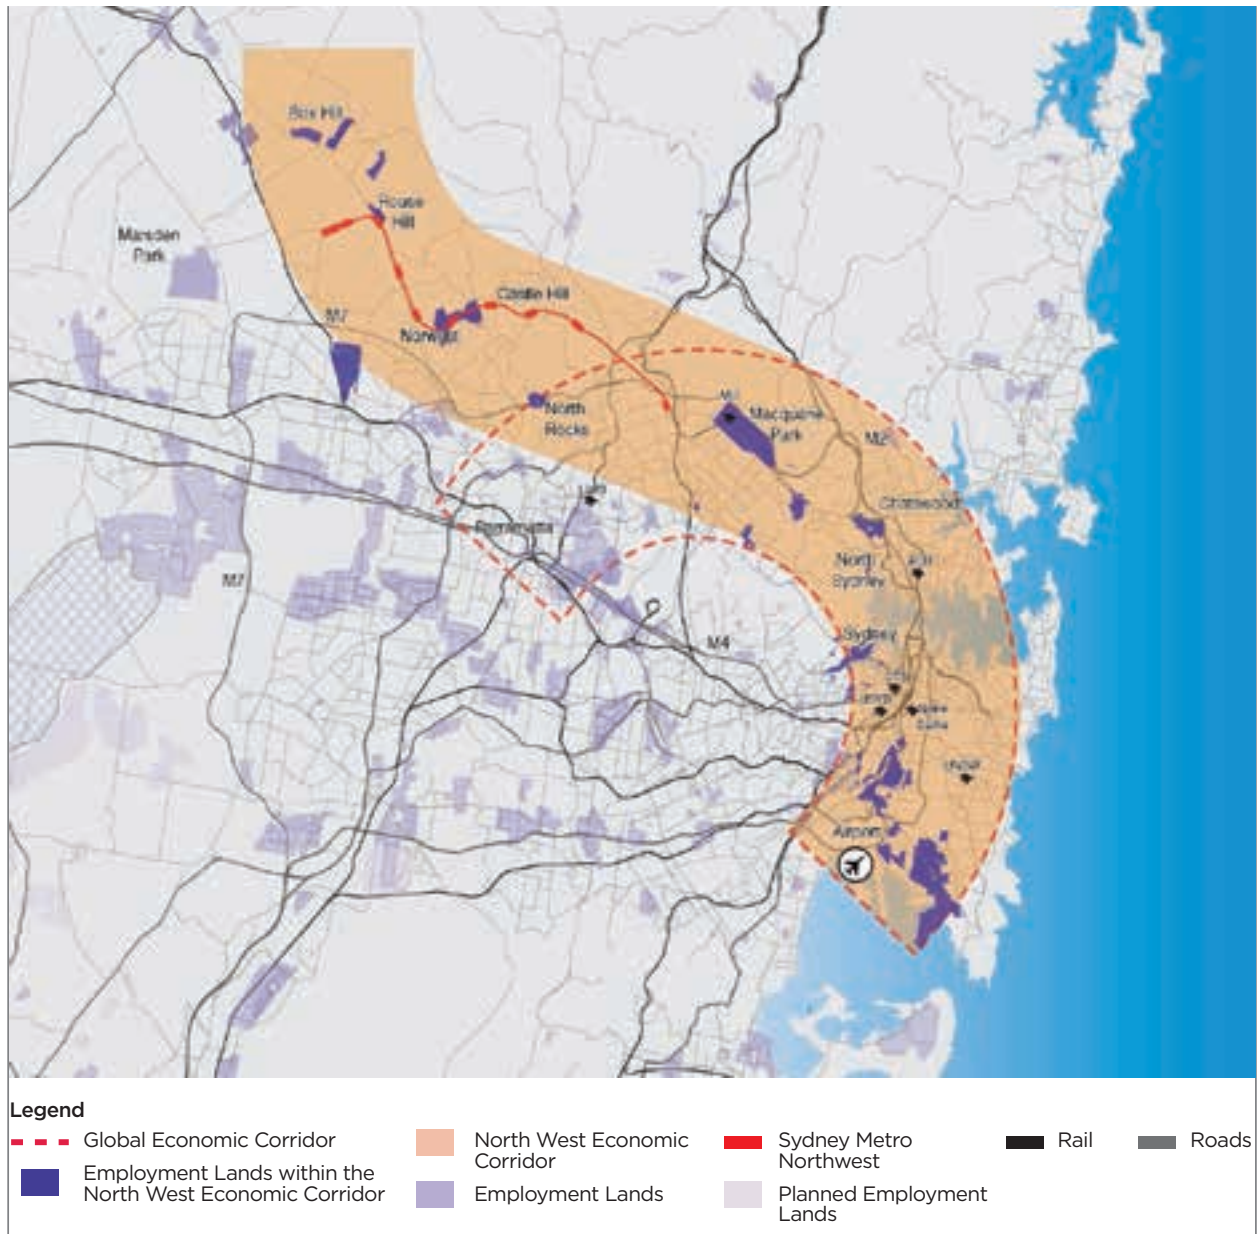 Box Hill
Rouse
Hill
Marsden
Park
Castle Hill
M7
Norwest
North
Rocks
Macquarie
Park
M2
Chatswood
Parramatta
North
Sydney
M7
Sydney
M4
UNSW
Airport
Legend
Global Economic Corridor
Employment Lands within the
North West Economic Corridor
North West Economic
Corridor
Employment Lands
Sydney Metro
Northwest
Planned Employment
Lands
Rail
Roads